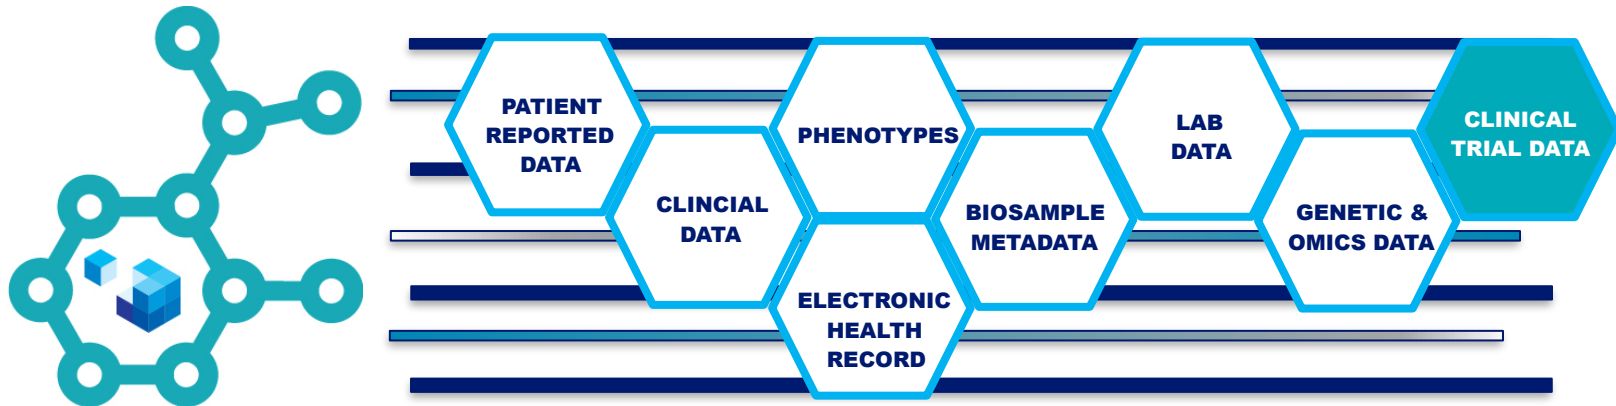 PATIENT
REPORTED
DATA
CLINCIAL
DATA
PHENOTYPES
ELECTRONIC
HEALTH
RECORD
BIOSAMPLE
METADATA
LAB
DATA
GENETIC &
OMICS DATA
CLINICAL
TRIAL DATA